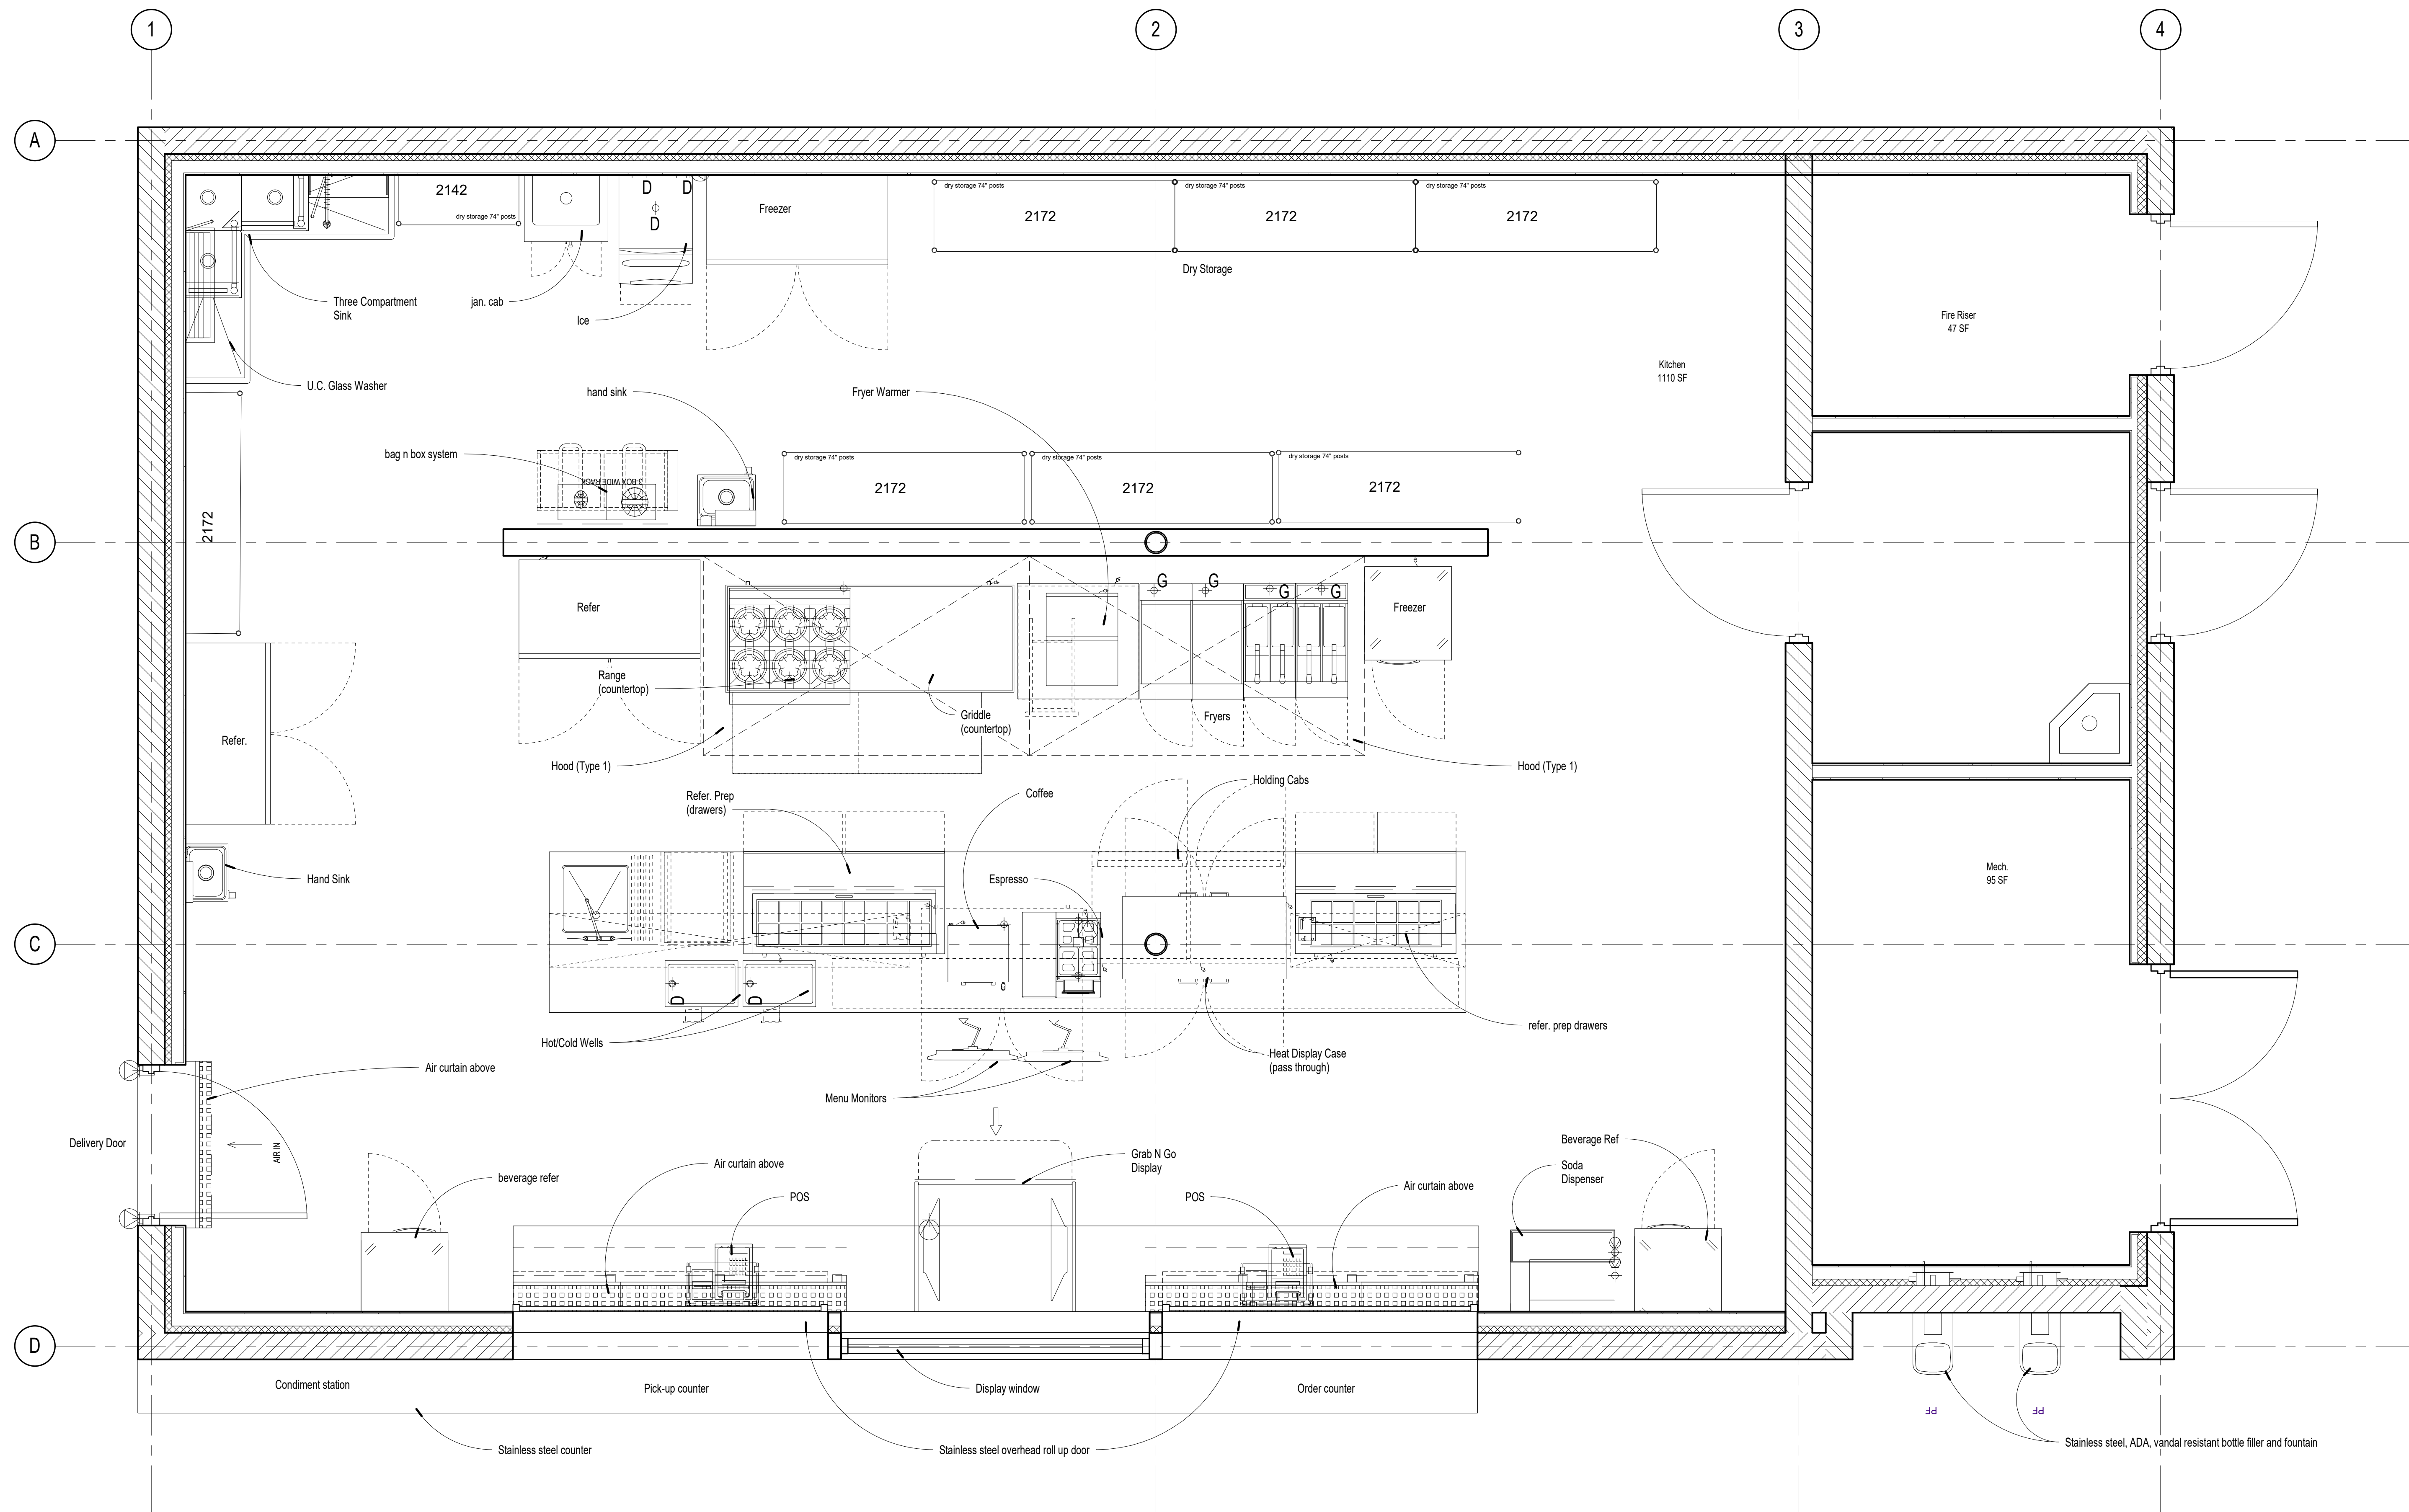 1
2
3
4
A
2142
dry storage 74" posts
D
D
D
Freezer
dry storage 74" posts
2172
dry storage 74" posts
2172
dry storage 74" posts
2172
Dry Storage
Three Compartment
Sink
jan. cab
Ice
Fire Riser
47 SF
Kitchen
1110 SF
U.C. Glass Washer
hand sink
Fryer Warmer
bag n box system
3-BOX WIDE RACK
dry storage 74" posts
2172
dry storage 74" posts
2172
dry storage 74" posts
2172
2172
B
Refer
G
G
G
G
Freezer
Range
(countertop)
Griddle
(countertop)
Fryers
Refer.
Hood (Type 1)
Hood (Type 1)
Holding Cabs
Refer. Prep
(drawers)
Coffee
Hand Sink
Espresso
Mech.
95 SF
C
D
D
refer. prep drawers
Hot/Cold Wells
Heat Display Case
(pass through)
Air curtain above
Menu Monitors
Delivery Door
AIR IN
Beverage Ref
Grab N Go
Display
Air curtain above
Soda
Dispenser
beverage refer
POS
POS
Air curtain above
D
Condiment station
Pick-up counter
Display window
Order counter
PF
PF
Stainless steel counter
Stainless steel overhead roll up door
Stainless steel, ADA, vandal resistant bottle filler and fountain